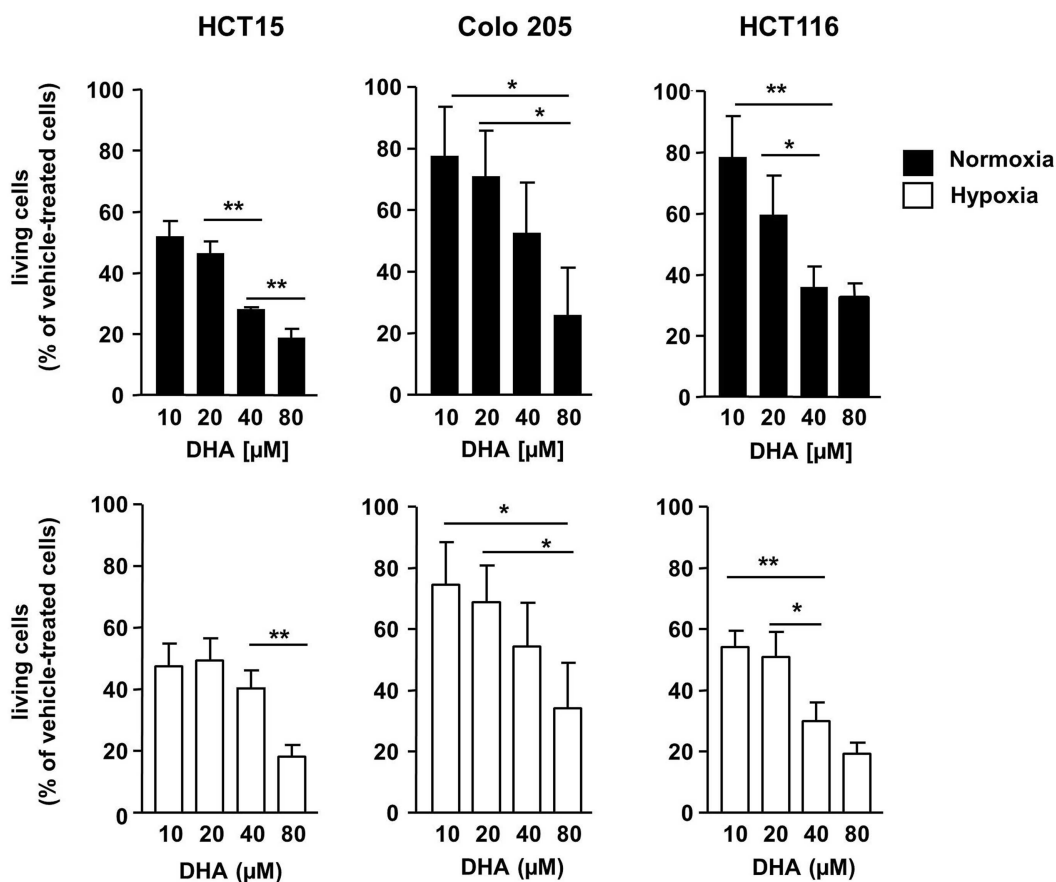 HCT15 Colo 205 HCT116
living cells
(% of vehicle-treated cells)
100
80
60
40
20
0
** **
10 20 40 80
DHA [µM]
100
80
60
40
20
0
* *
10 20 40 80
DHA [µM]
100
80
60
40
20
0
** *
10 20 40 80
DHA [µM]
Normoxia
Hypoxia
living cells
(% of vehicle-treated cells)
100
80
60
40
20
0
**
10 20 40 80
DHA (µM)
100
80
60
40
20
0
* *
10 20 40 80
DHA (µM)
100
80
60
40
20
0
** *
10 20 40 80
DHA (µM)